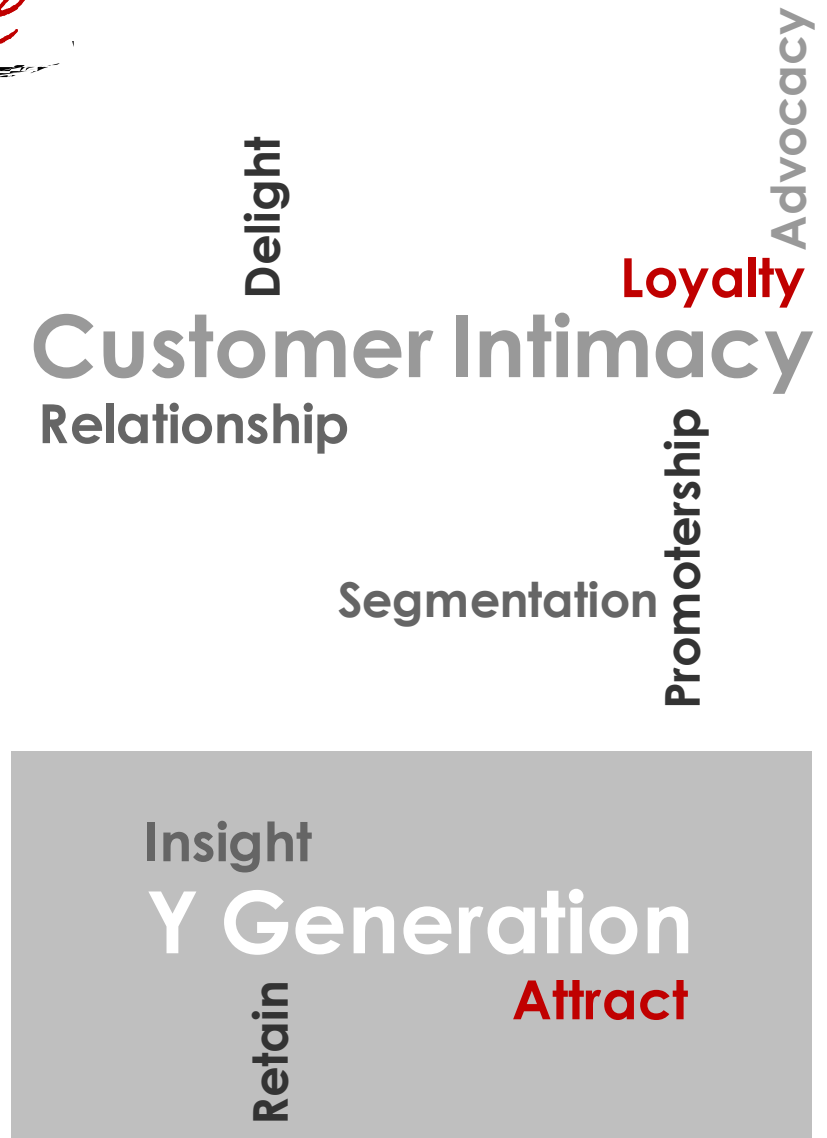 Advocacy
Delight
Loyalty
Customer Intimacy
Relationship
Promotership
Segmentation
Insight
Y Generation
Attract
Retain